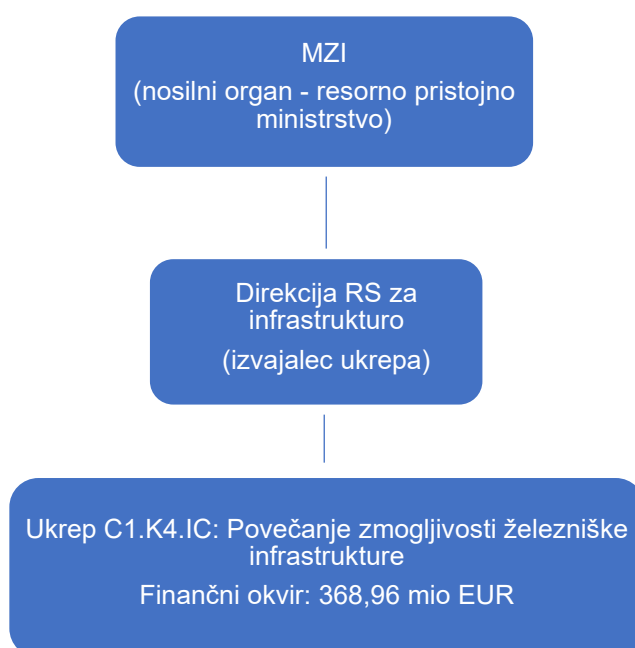 MZI
(nosilni organ - resorno pristojno
ministrstvo)
Direkcija RS za
infrastrukturo
(izvajalec ukrepa)
Ukrep C1.K4.IC: Povečanje zmogljivosti železniške
infrastrukture
Finančni okvir: 368,96 mio EUR